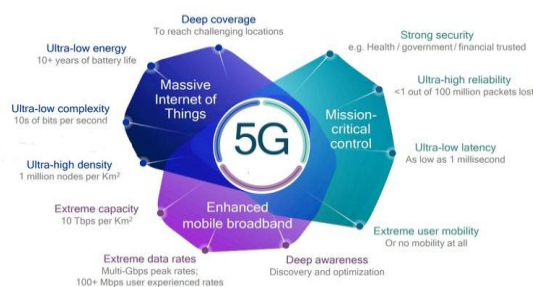 Deep coverage
To reach challenging locations
Ultra-low energy
10+ years of battery life
Ultra-low complexity
10s of bits per second
Ultra-high density
1 million nodes per Km²
Extreme capacity
10 Tbps per Km²
Extreme data rates
Multi-Gbps peak rates;
100+ Mbps user experienced rates
Deep awareness
Discovery and optimization
Strong security
e.g. Health / government / financial trusted
Ultra-high reliability
<1 out of 100 million packets lost
Ultra-low latency
As low as 1 millisecond
Extreme user mobility
Or no mobility at all
Massive
Internet of
Things
5G
Mission-
critical
control
Enhanced
mobile broadband